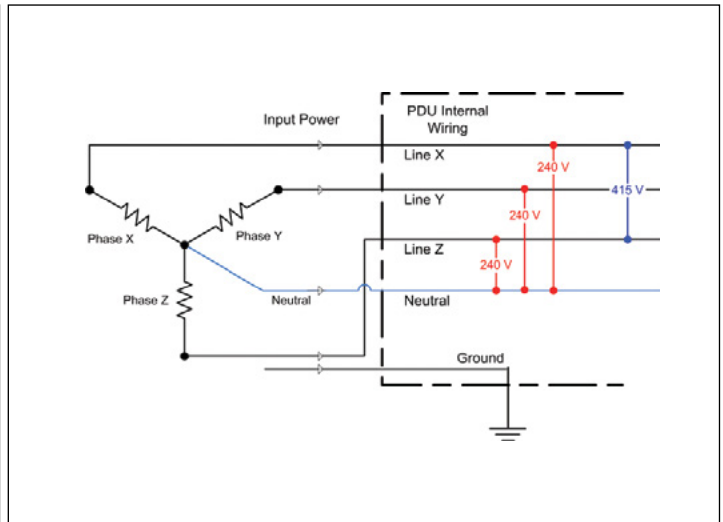 Input Power
PDU Internal
Wiring
Line X
240 V
415 V
Line Y
240 V
Phase X
Phase Y
Line Z
240 V
Phase Z
Neutral
Neutral
Ground